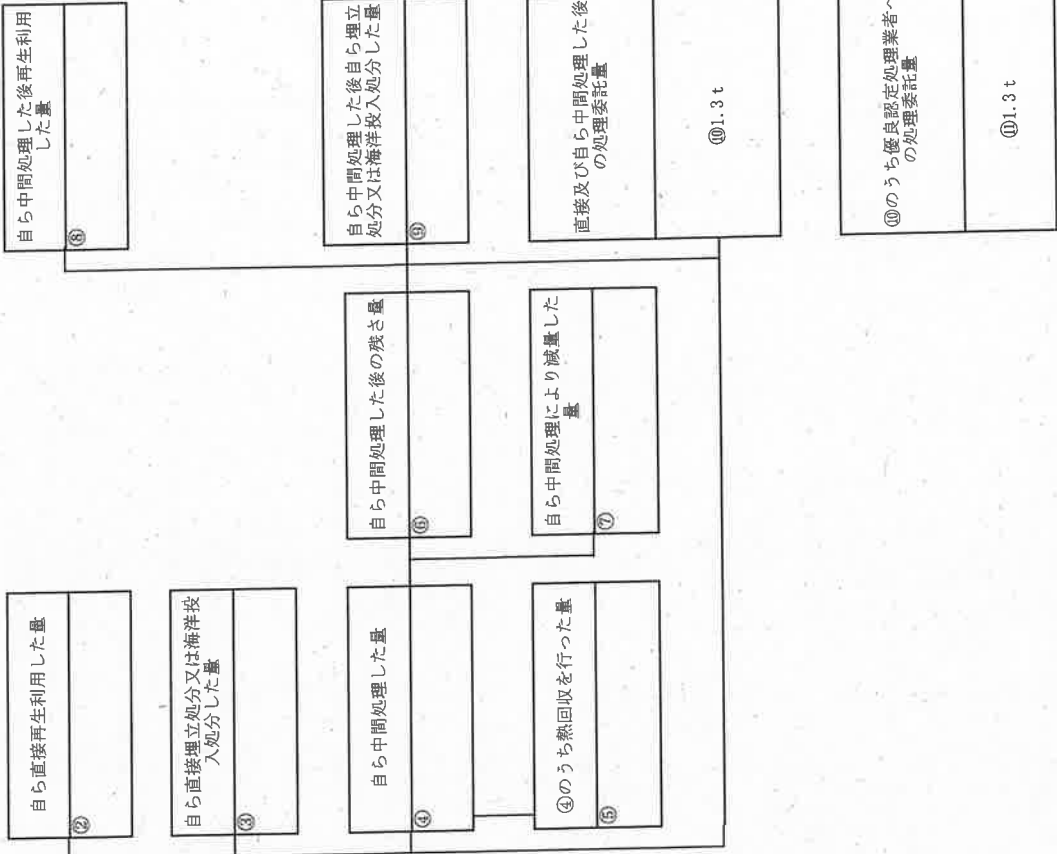 自ら直接再生利用した量
②
自ら直接埋立処分又は海洋投
入処分した量
③
自ら中間処理した量
④
④のうち熱回収を行った量
⑤
自ら中間処理した後の残さ量
⑥
自ら中間処理により減量した
量
⑦
自ら中間処理した後再生利用
した量
⑧
自ら中間処理した後自ら埋立
処分又は海洋投入処分した量
⑨
直接及び自ら中間処理した後
の処理委託量
⑩1.3 t
⑩のうち優良認定処理業者へ
の処理委託量
⑪1.3 t